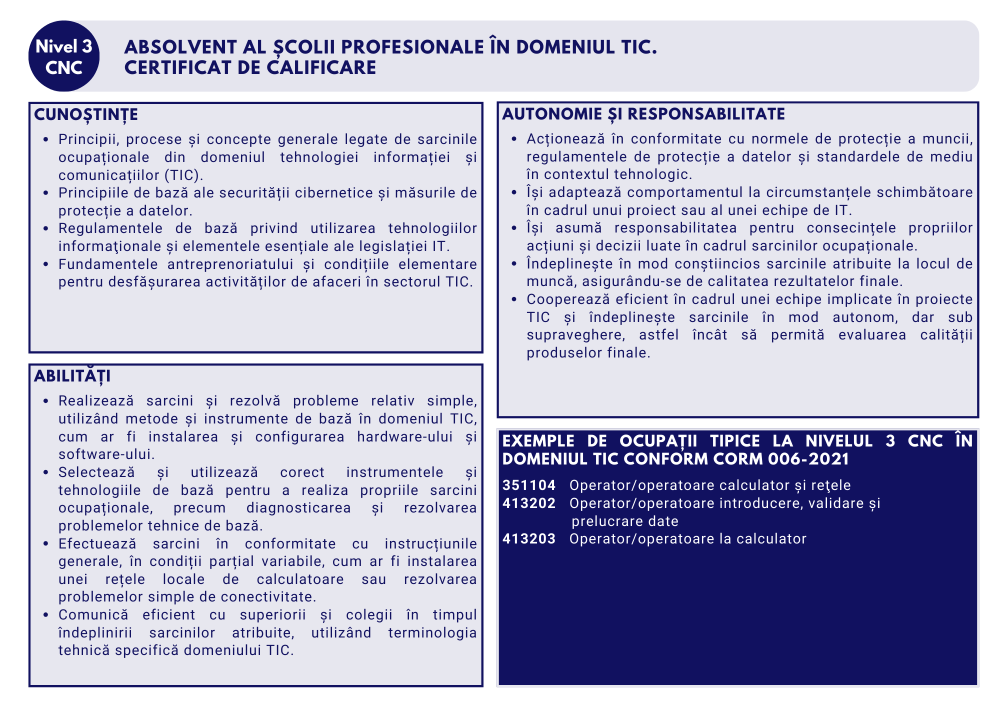 Nivel 3
CNC
ABSOLVENT AL ȘCOLII PROFESIONALE ÎN DOMENIUL TIC.
CERTIFICAT DE CALIFICARE
CUNOȘTINȚE
• Principii, procese și concepte generale legate de sarcinile
ocupaționale din domeniul tehnologiei informației și
comunicațiilor (TIC).
• Principiile de bază ale securității cibernetice și măsurile de
protecție a datelor.
• Regulamentele de bază privind utilizarea tehnologiilor
informaţionale și elementele esențiale ale legislației IT.
• Fundamentele antreprenoriatului și condițiile elementare
pentru desfășurarea activităților de afaceri în sectorul TIC.
ABILITĂȚI
• Realizează sarcini și rezolvă probleme relativ simple,
utilizând metode și instrumente de bază în domeniul TIC,
cum ar fi instalarea și configurarea hardware-ului și
software-ului.
• Selectează și utilizează corect instrumentele și
tehnologiile de bază pentru a realiza propriile sarcini
ocupaționale, precum diagnosticarea și rezolvarea
problemelor tehnice de bază.
• Efectuează sarcini în conformitate cu instrucțiunile
generale, în condiții parțial variabile, cum ar fi instalarea
unei rețele locale de calculatoare sau rezolvarea
problemelor simple de conectivitate.
• Comunică eficient cu superiorii și colegii în timpul
îndeplinirii sarcinilor atribuite, utilizând terminologia
tehnică specifică domeniului TIC.
AUTONOMIE ȘI RESPONSABILITATE
• Acționează în conformitate cu normele de protecție a muncii,
regulamentele de protecție a datelor și standardele de mediu
în contextul tehnologic.
• Își adaptează comportamentul la circumstanțele schimbătoare
în cadrul unui proiect sau al unei echipe de IT.
• Își asumă responsabilitatea pentru consecințele propriilor
acțiuni și decizii luate în cadrul sarcinilor ocupaționale.
• Îndeplinește în mod conștiincios sarcinile atribuite la locul de
muncă, asigurându-se de calitatea rezultatelor finale.
• Cooperează eficient în cadrul unei echipe implicate în proiecte
TIC și îndeplinește sarcinile în mod autonom, dar sub
supraveghere, astfel încât să permită evaluarea calității
produselor finale.
EXEMPLE DE OCUPAȚII TIPICE LA NIVELUL 3 CNC ÎN
DOMENIUL TIC CONFORM CORM 006-2021
351104 Operator/operatoare calculator și reţele
413202 Operator/operatoare introducere, validare și
prelucrare date
413203 Operator/operatoare la calculator